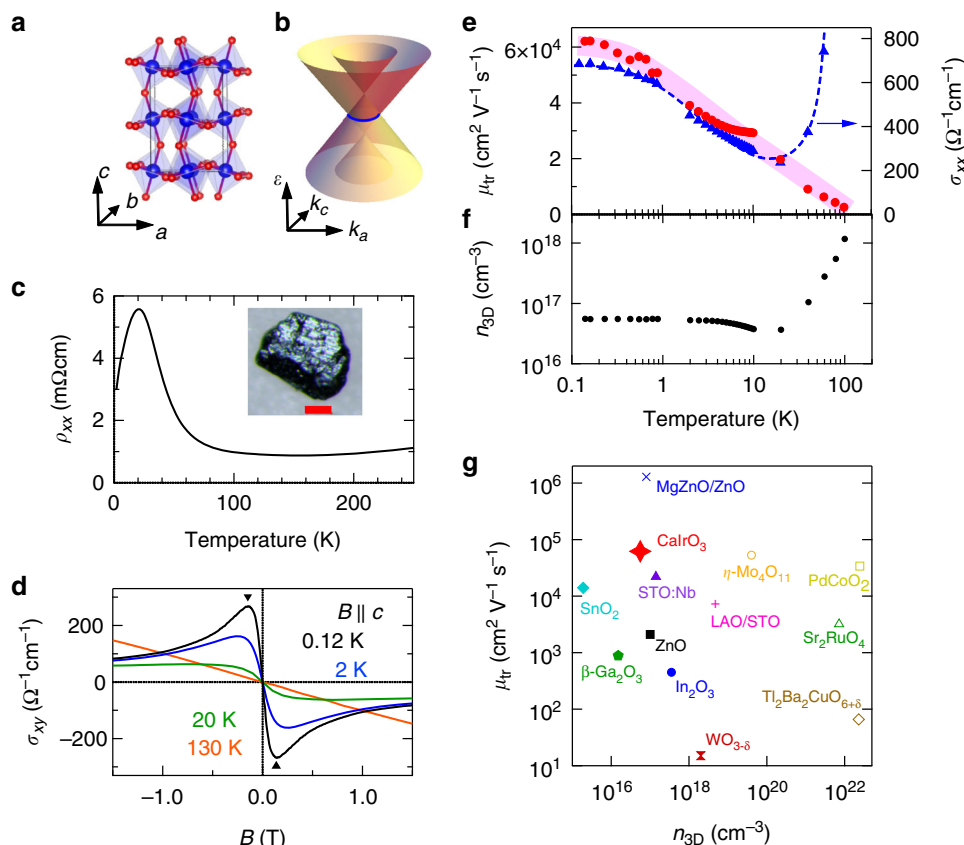 a
c
b
a
b
ε
k_c
k_a
c
ρ_xx (mΩcm)
6
4
2
0
0
100
200
Temperature (K)
d
σ_xy (Ω⁻¹cm⁻¹)
200
0
−200
B ∥ c
0.12 K
2 K
20 K
130 K
−1.0
0.0
1.0
B (T)
e
μ_tr (cm² V⁻¹ s⁻¹)
6×10⁴
4
2
0
800
600
400
200
0
σ_xx (Ω⁻¹cm⁻¹)
f
n_3D (cm⁻³)
10¹⁸
10¹⁷
10¹⁶
0.1
1
10
100
Temperature (K)
g
μ_tr (cm² V⁻¹ s⁻¹)
10⁶
10⁵
10⁴
10³
10²
10¹
MgZnO/ZnO
CaIrO₃
η-Mo₄O₁₁
PdCoO₂
STO:Nb
SnO₂
LAO/STO
Sr₂RuO₄
ZnO
β-Ga₂O₃
In₂O₃
Tl₂Ba₂CuO₆₊δ
WO₃₋δ
10¹⁶
10¹⁸
10²⁰
10²²
n_3D (cm⁻³)